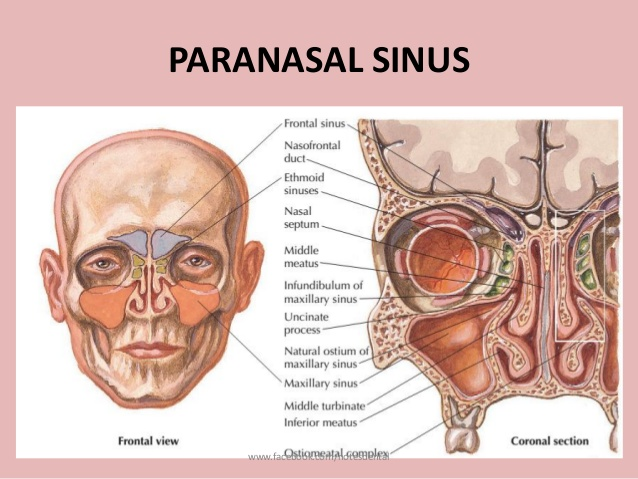 PARANASAL SINUS
Frontal sinus
Nasofrontal
duct
Ethmoid
sinuses
Nasal
septum
Middle
meatus
Infundibulum of
maxillary sinus
Uncinate
process
Natural ostium of
maxillary sinus
Maxillary sinus
Middle turbinate
Inferior meatus
Ostiomeatal complex
Frontal view
Coronal section